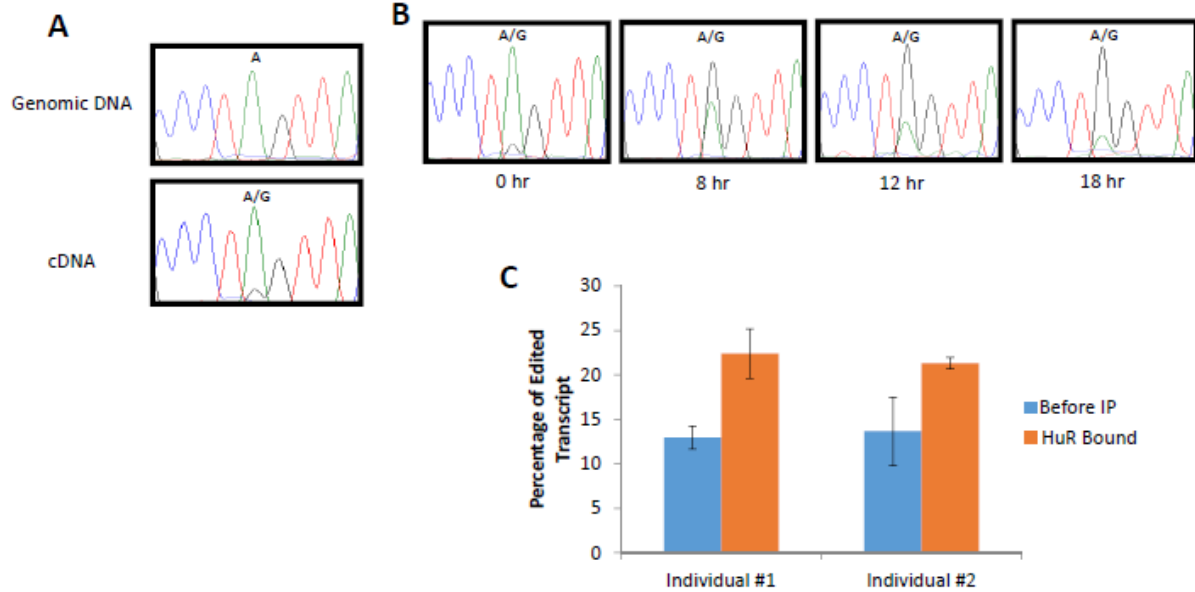 A
Genomic DNA
A
cDNA
A/G
B
A/G
A/G
A/G
A/G
0 hr
8 hr
12 hr
18 hr
C
Percentage of Edited
Transcript
30
25
20
15
10
5
0
Individual #1
Individual #2
Before IP
HuR Bound